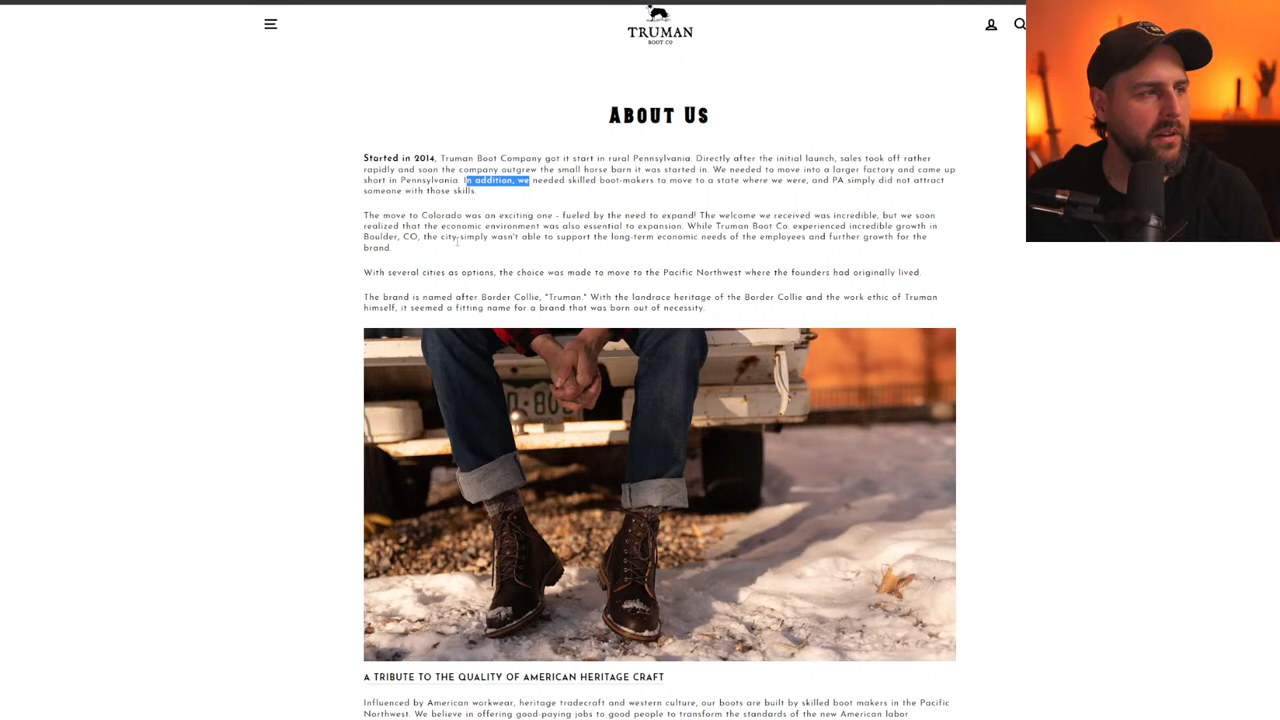 TRUMAN
BOOT CO
About Us
Started in 2014, Truman Boot Company got it start in rural Pennsylvania. Directly after the initial launch, sales took off rather
rapidly and soon the company outgrew the small horse barn it was started in. We needed to move into a larger factory and came up
short in Pennsylvania. In addition, we needed skilled boot-makers to move to a state where we were, and PA simply did not attract
someone with those skills.
The move to Colorado was an exciting one - fueled by the need to expand! The welcome we received was incredible, but we soon
realized that the economic environment was also essential to expansion. While Truman Boot Co. experienced incredible growth in
Boulder, CO, the city simply wasn't able to support the long-term economic needs of the employees and further growth for the
brand.
With several cities as options, the choice was made to move to the Pacific Northwest where the founders had originally lived.
The brand is named after Border Collie, "Truman." With the landrace heritage of the Border Collie and the work ethic of Truman
himself, it seemed a fitting name for a brand that was born out of necessity.
A TRIBUTE TO THE QUALITY OF AMERICAN HERITAGE CRAFT
Influenced by American workwear, heritage tradecraft and western culture, our boots are built by skilled boot makers in the Pacific
Northwest. We believe in offering good-paying jobs to good people to transform the standards of the new American labor